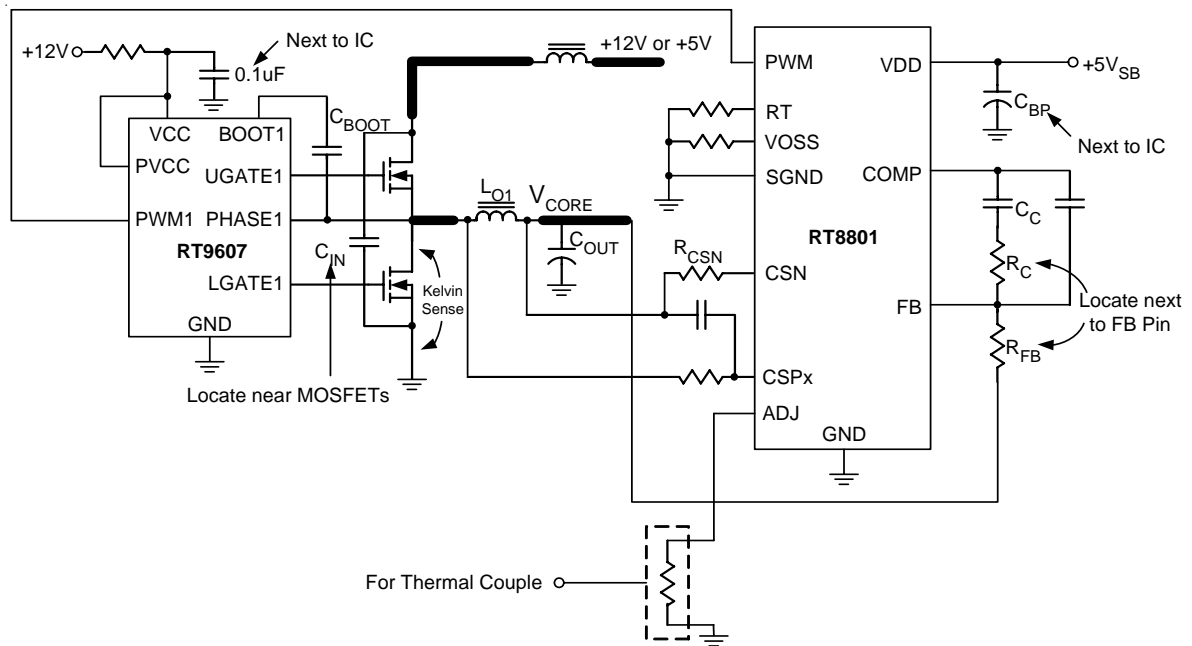 +12V
Next to IC
0.1uF
+12V or +5V
PWM
VDD
+5VSB
CBP
Next to IC
RT
VOSS
SGND
COMP
CC
RC
Locate next
to FB Pin
FB
RFB
RT8801
CSN
CSPx
ADJ
GND
VCC
BOOT1
CBOOT
PVCC
UGATE1
PWM1
PHASE1
RT9607
LGATE1
GND
CIN
Kelvin
Sense
LO1
VCORE
COUT
RCSN
Locate near MOSFETs
For Thermal Couple